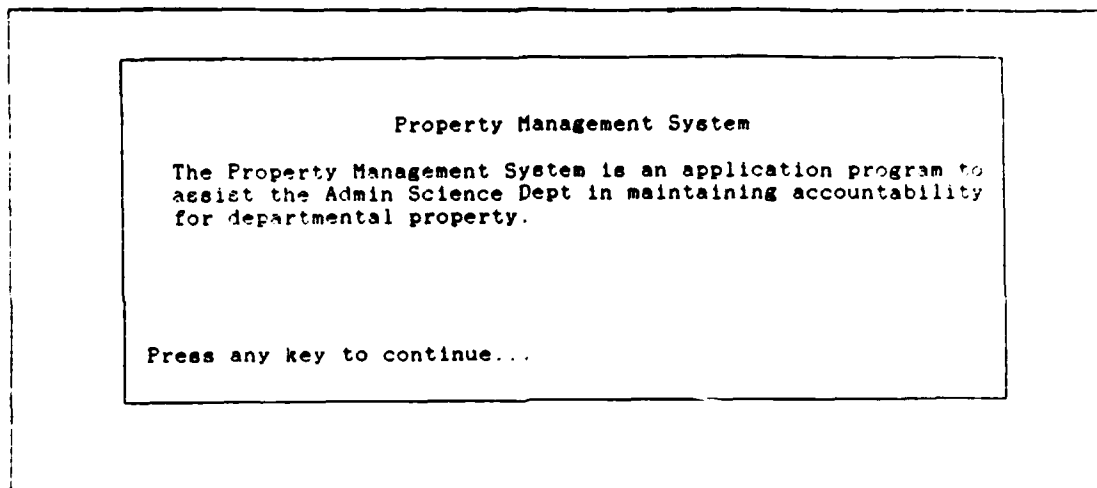 Property Management System
The Property Management System is an application program to
assist the Admin Science Dept in maintaining accountability
for departmental property.
Press any key to continue...